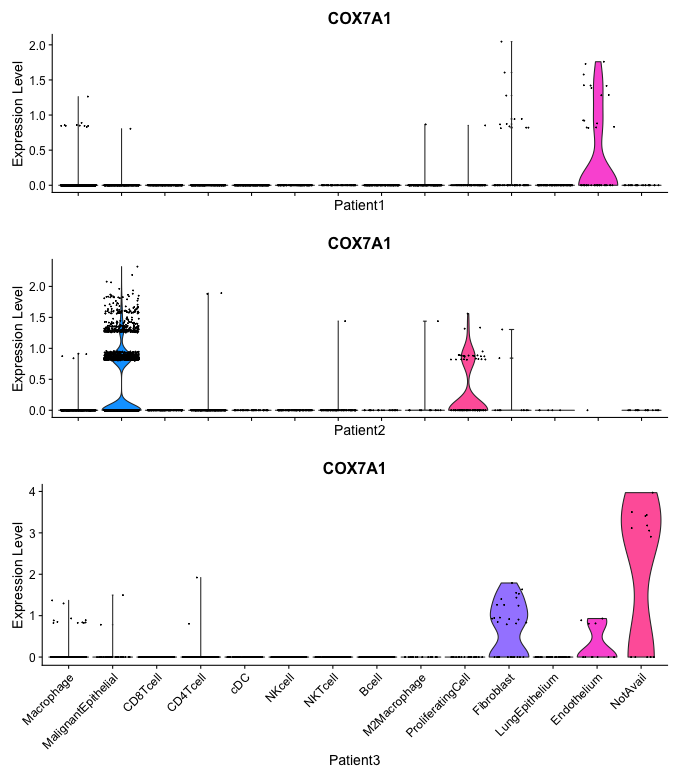 COX7A1
Expression Level
2.0
1.5
1.0
0.5
0.0
Patient1
COX7A1
Expression Level
2.0
1.5
1.0
0.5
0.0
Patient2
COX7A1
Expression Level
4
3
2
1
0
Macrophage
MalignantEpithelial
CD8Tcell
CD4Tcell
cDC
NKcell
NKTcell
Bcell
M2Macrophage
ProliferatingCell
Fibroblast
LungEpithelium
Endothelium
NotAvail
Patient3